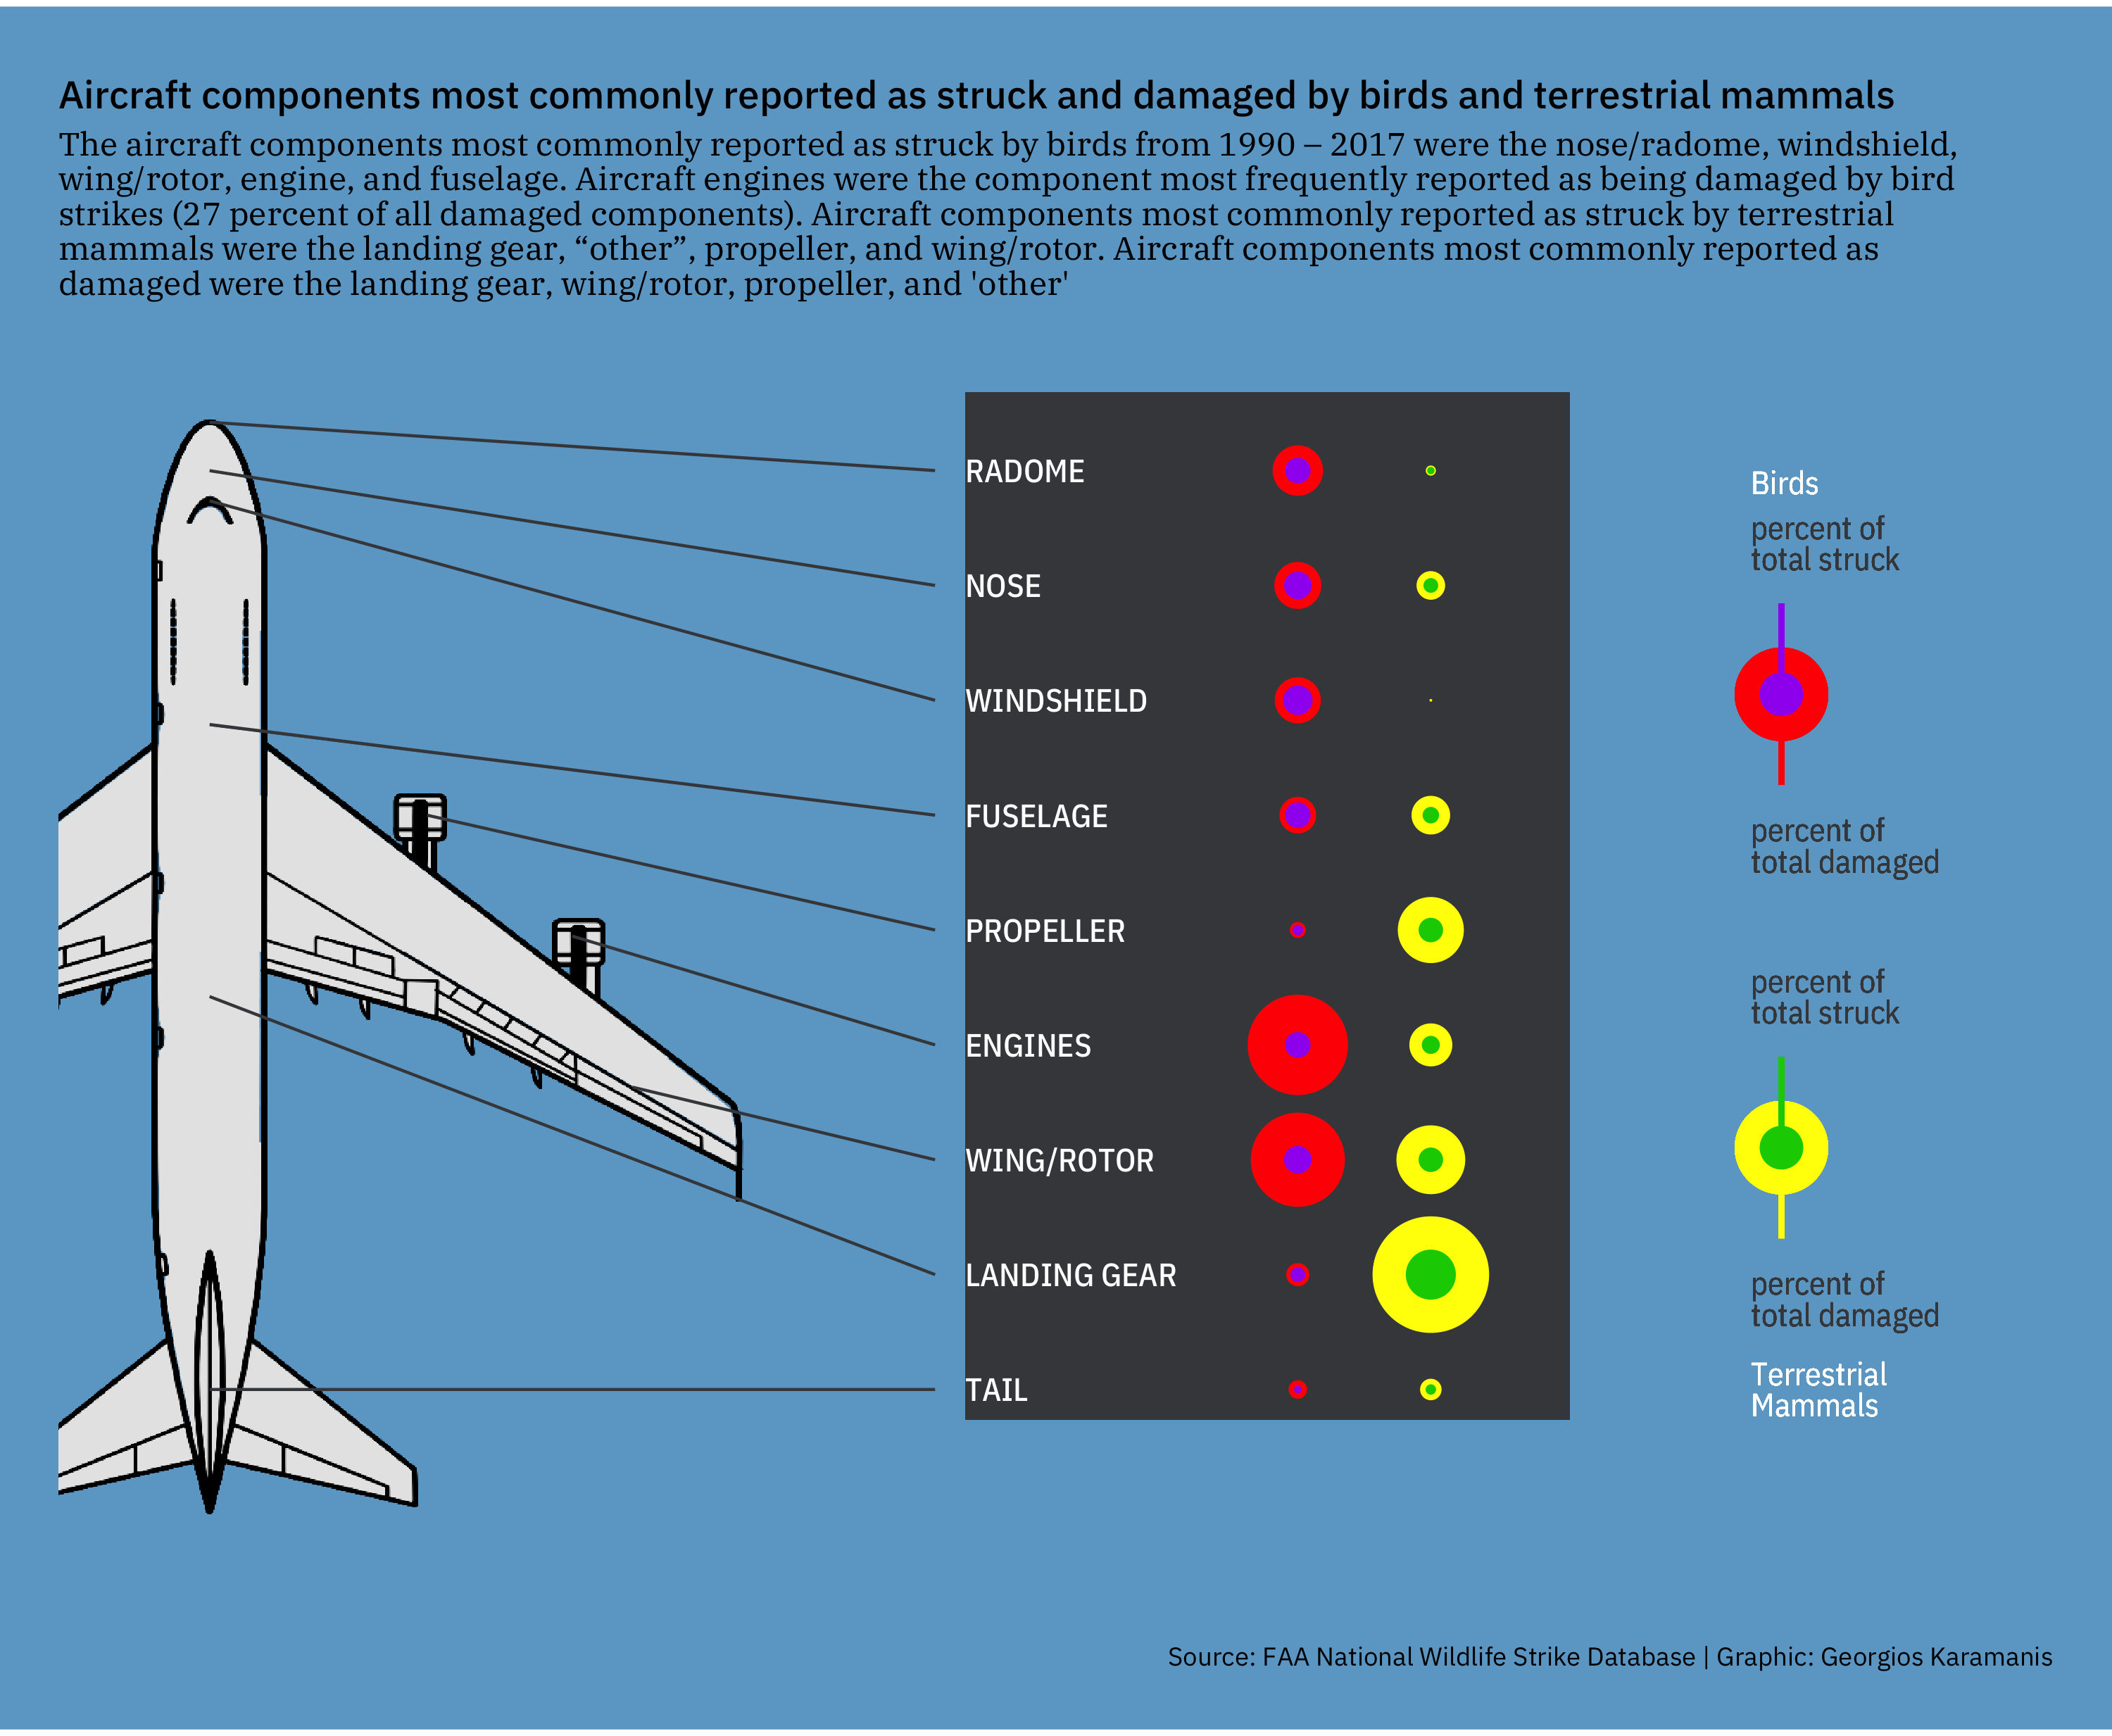 Aircraft components most commonly reported as struck and damaged by birds and terrestrial mammals
The aircraft components most commonly reported as struck by birds from 1990 – 2017 were the nose/radome, windshield,
wing/rotor, engine, and fuselage. Aircraft engines were the component most frequently reported as being damaged by bird
strikes (27 percent of all damaged components). Aircraft components most commonly reported as struck by terrestrial
mammals were the landing gear, “other”, propeller, and wing/rotor. Aircraft components most commonly reported as
damaged were the landing gear, wing/rotor, propeller, and 'other'
RADOME
NOSE
WINDSHIELD
FUSELAGE
PROPELLER
ENGINES
WING/ROTOR
LANDING GEAR
TAIL
Birds
percent of
total struck
percent of
total damaged
percent of
total struck
percent of
total damaged
Terrestrial
Mammals
Source: FAA National Wildlife Strike Database | Graphic: Georgios Karamanis